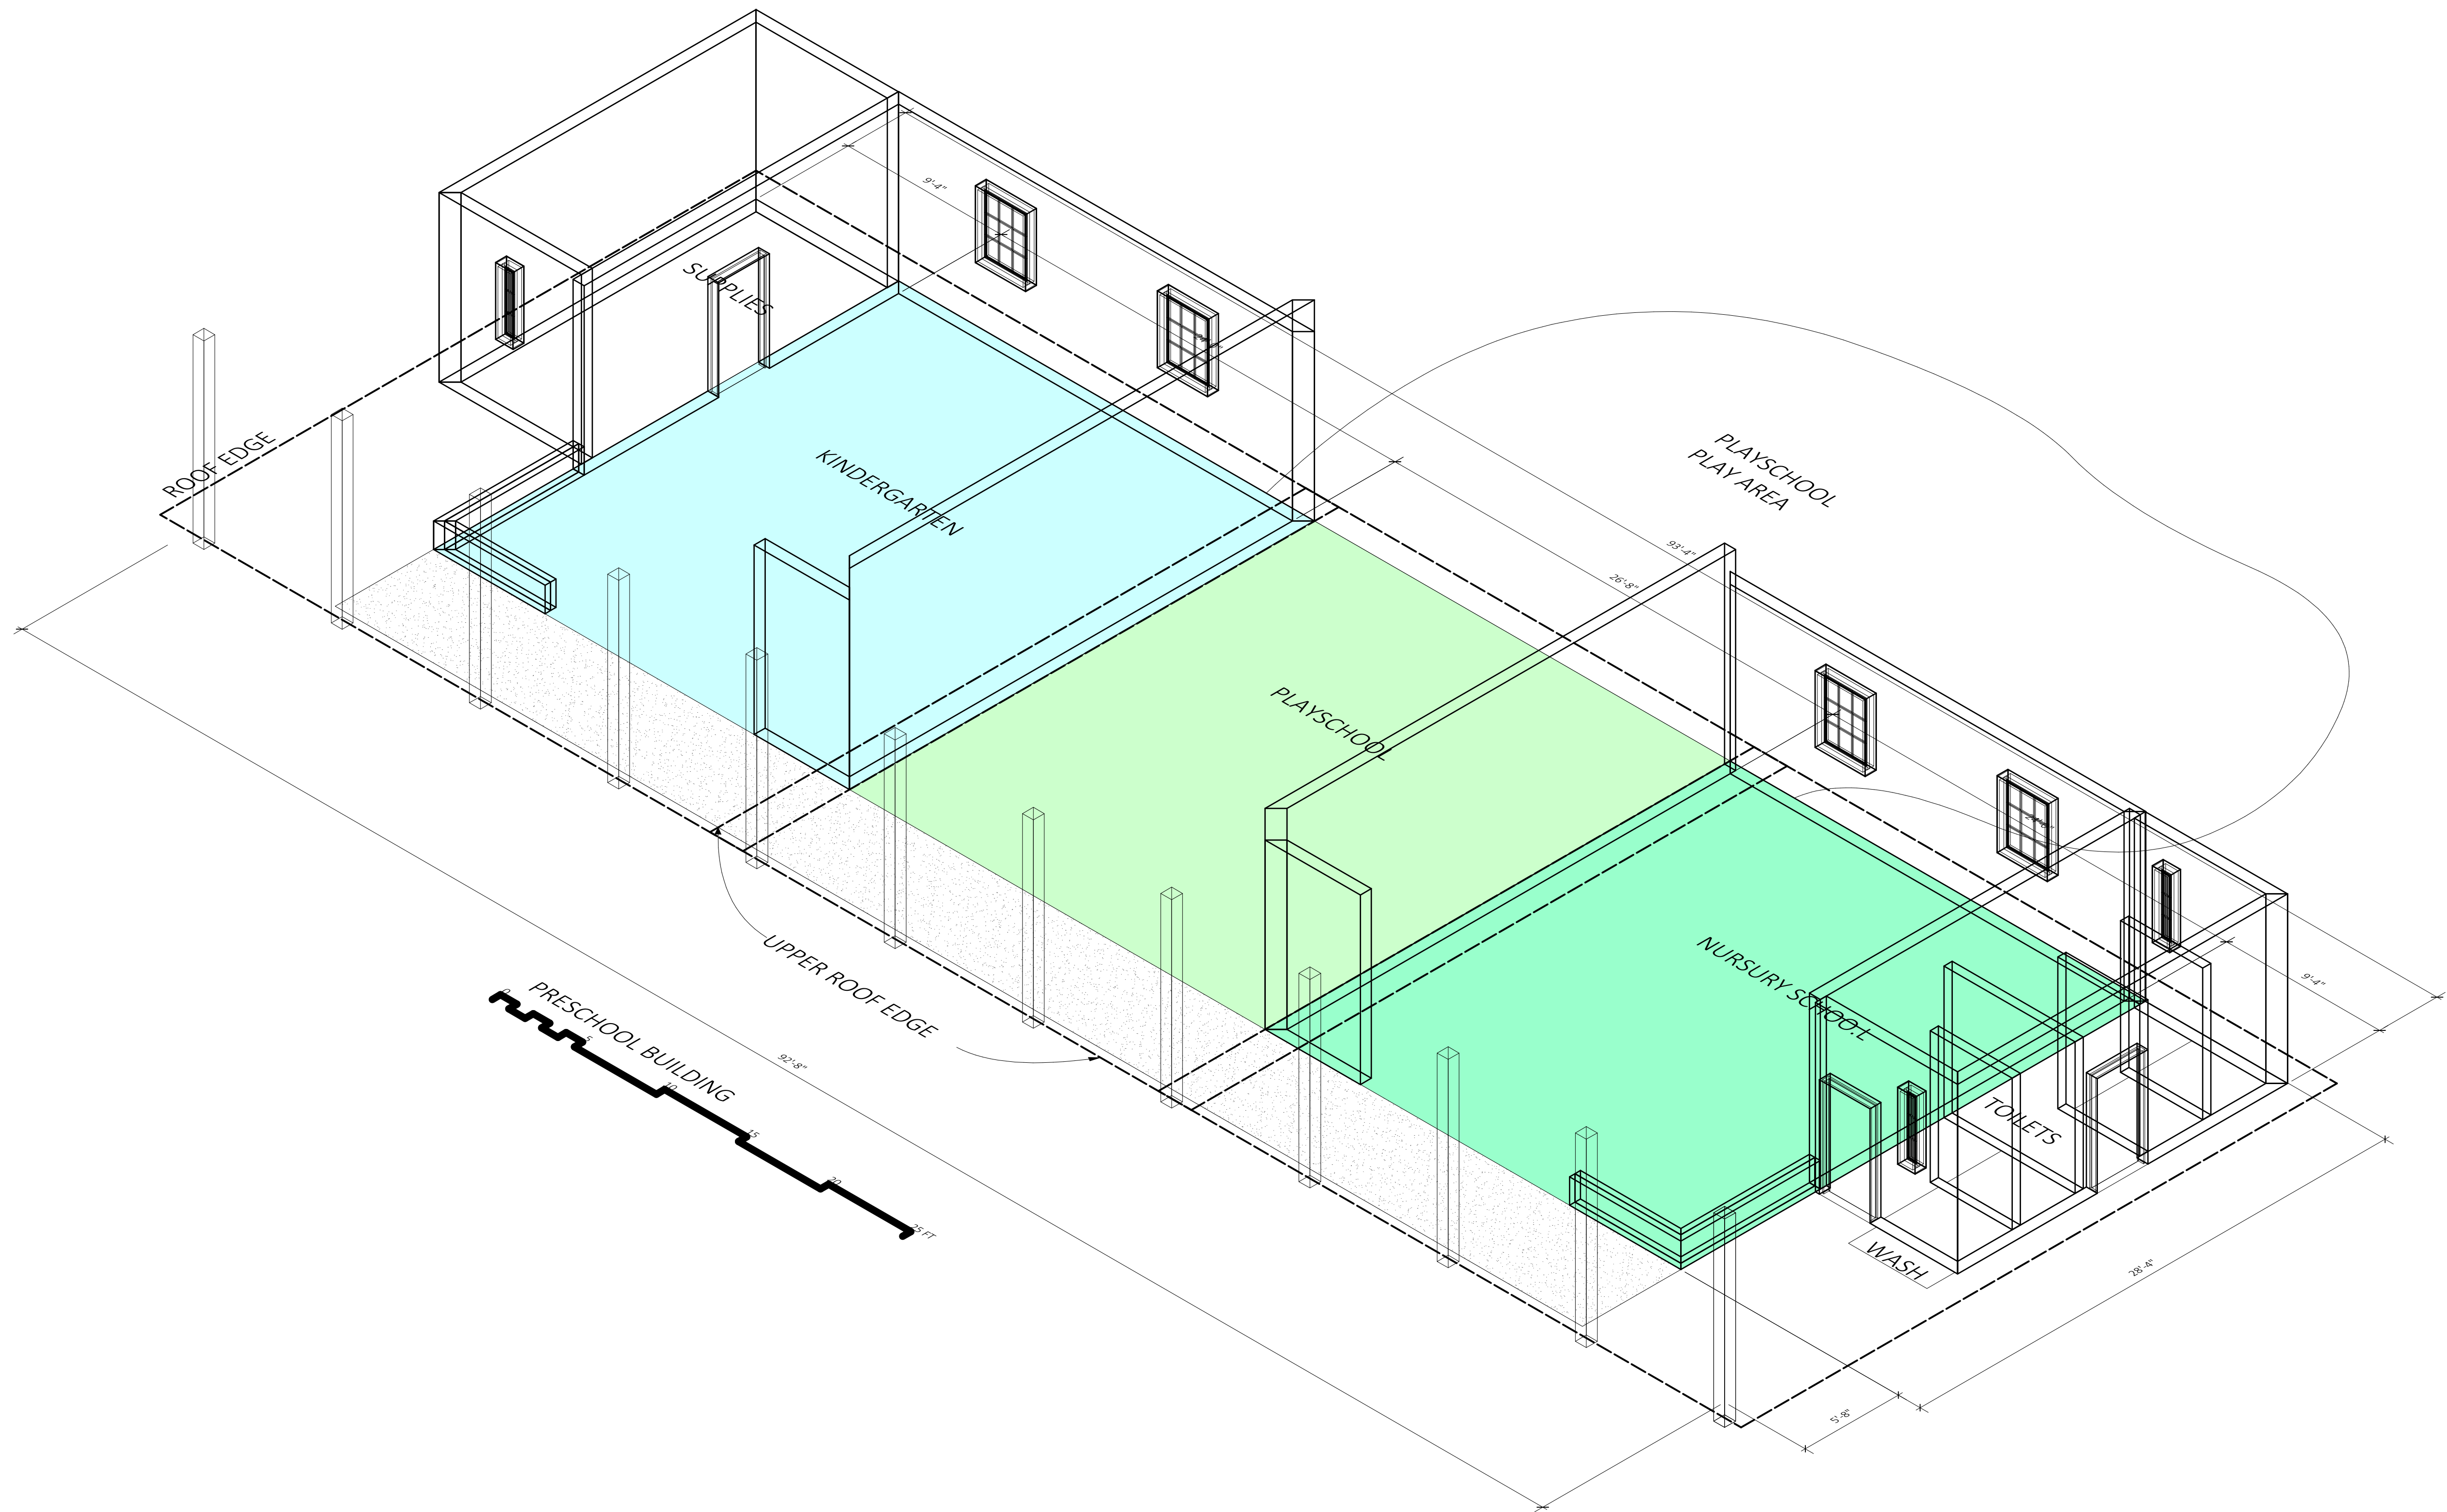 9'-4"
SUPPLIES
ROOF EDGE
KINDERGARTEN
PLAYSCHOOL
PLAY AREA
93'-4"
26'-8"
PLAYSCHOOL
NURSURY SCHOO.L
9'-4"
UPPER ROOF EDGE
PRESCHOOL BUILDING
0
5
10
15
20
25 FT
92'-8"
TOILETS
WASH
28'-4"
5'-8"